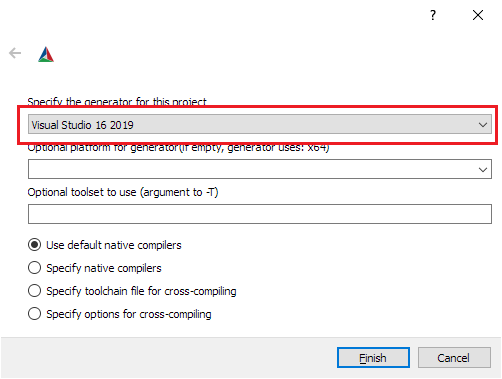 ?
Specify the generator for this project
Visual Studio 16 2019
Optional platform for generator(if empty, generator uses: x64)
Optional toolset to use (argument to -T)
Use default native compilers
Specify native compilers
Specify toolchain file for cross-compiling
Specify options for cross-compiling
Finish Cancel